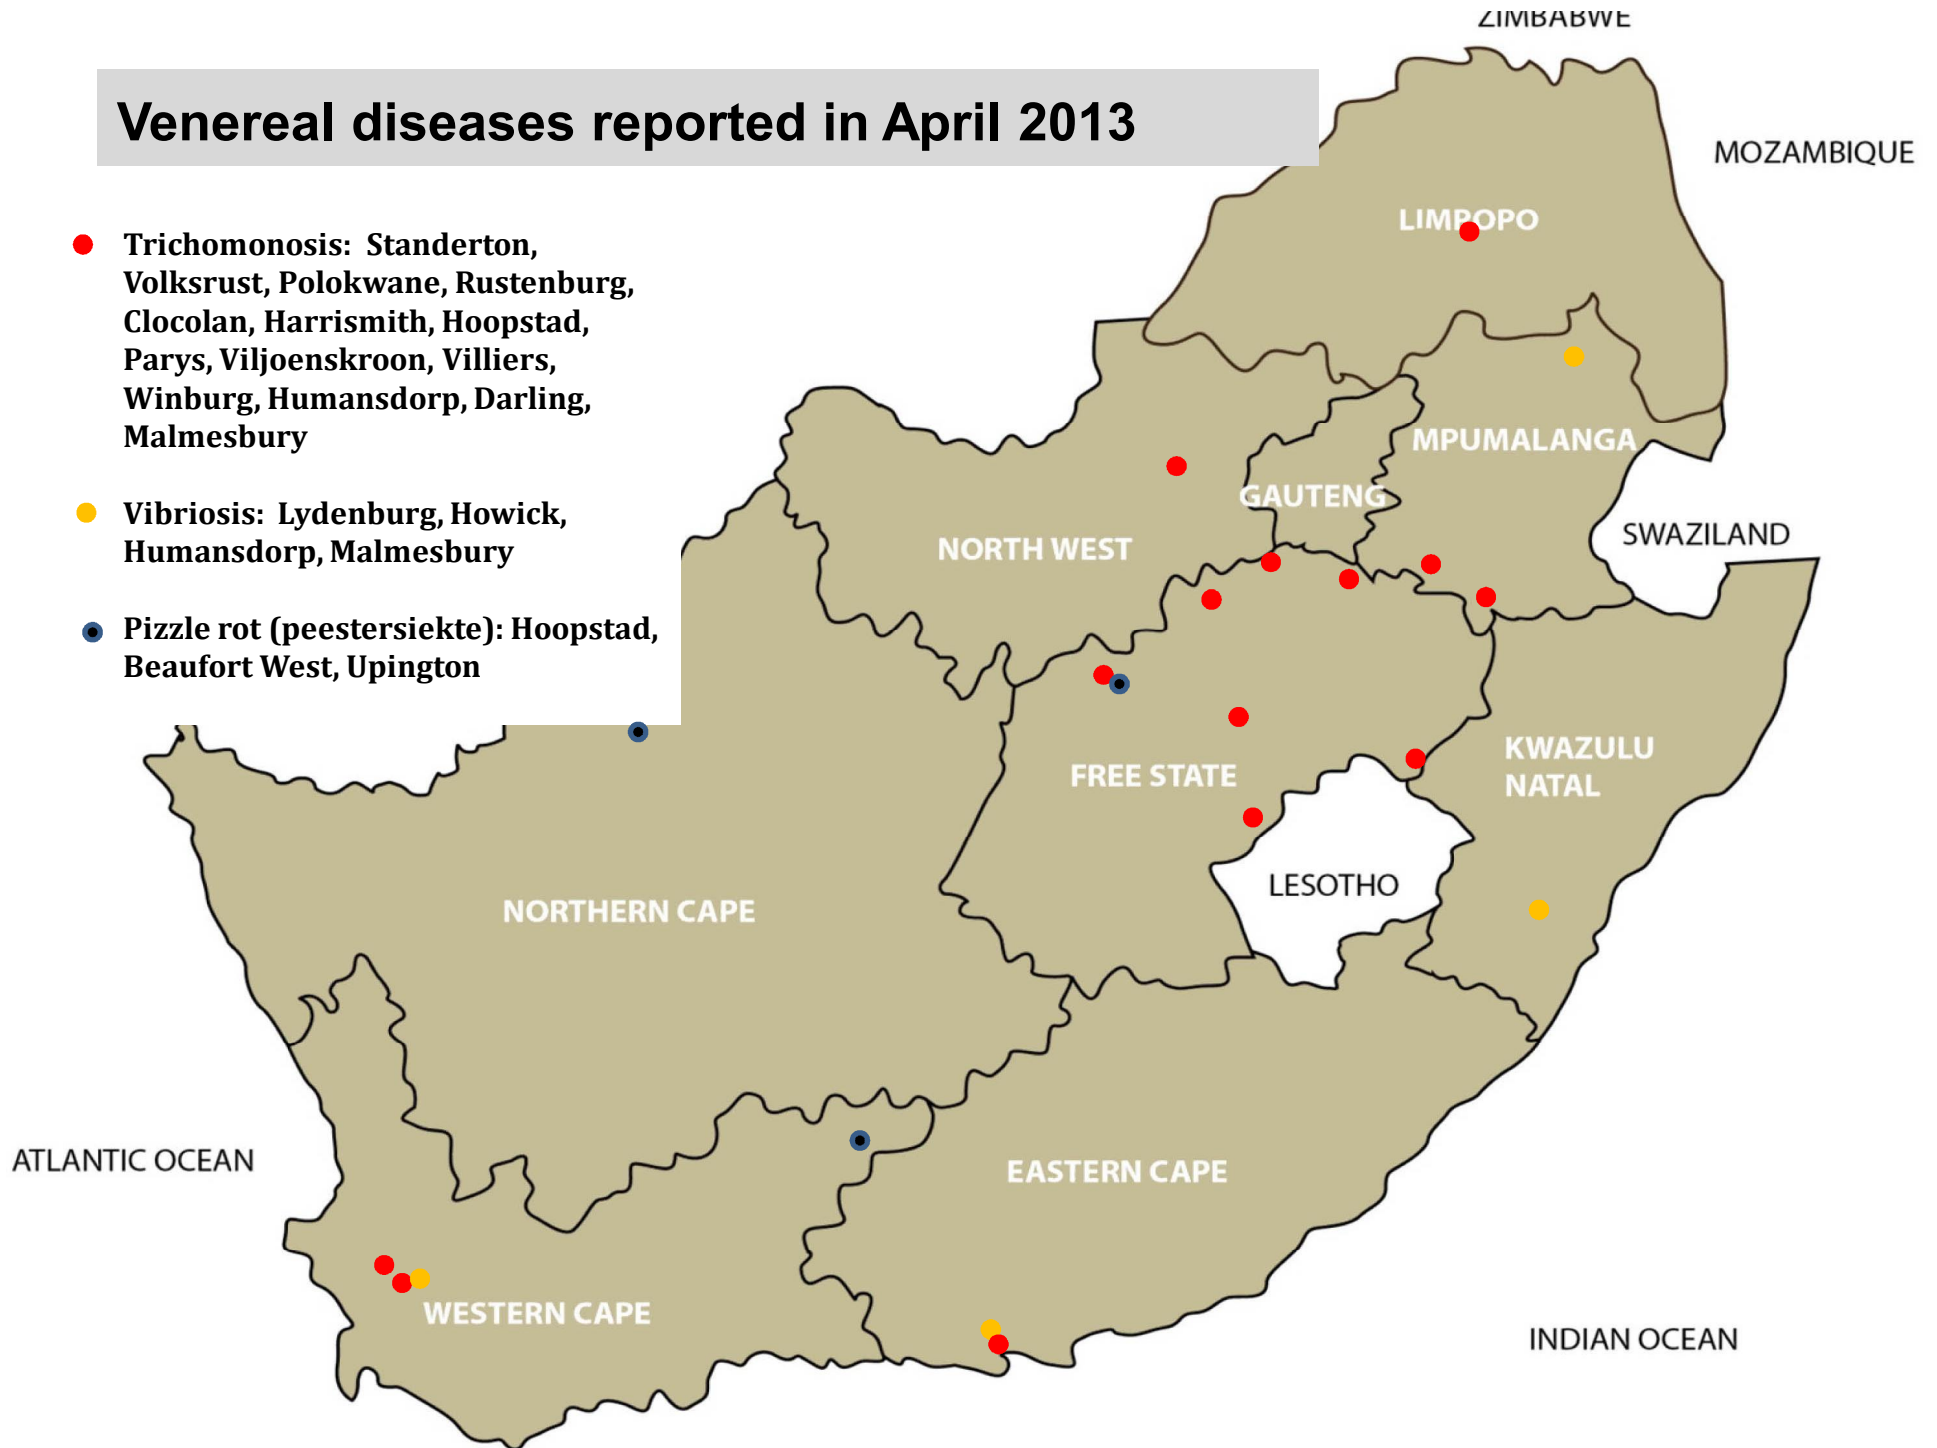 ZIMBABWE
Venereal diseases reported in April 2013
MOZAMBIQUE
Trichomonosis: Standerton,
Volksrust, Polokwane, Rustenburg,
Clocolan, Harrismith, Hoopstad,
Parys, Viljoenskroon, Villiers,
Winburg, Humansdorp, Darling,
Malmesbury
Vibriosis: Lydenburg, Howick,
Humansdorp, Malmesbury
Pizzle rot (peestersiekte): Hoopstad,
Beaufort West, Upington
LIMPOPO
MPUMALANGA
GAUTENG
SWAZILAND
NORTH WEST
KWAZULU
NATAL
FREE STATE
LESOTHO
NORTHERN CAPE
ATLANTIC OCEAN
EASTERN CAPE
WESTERN CAPE
INDIAN OCEAN